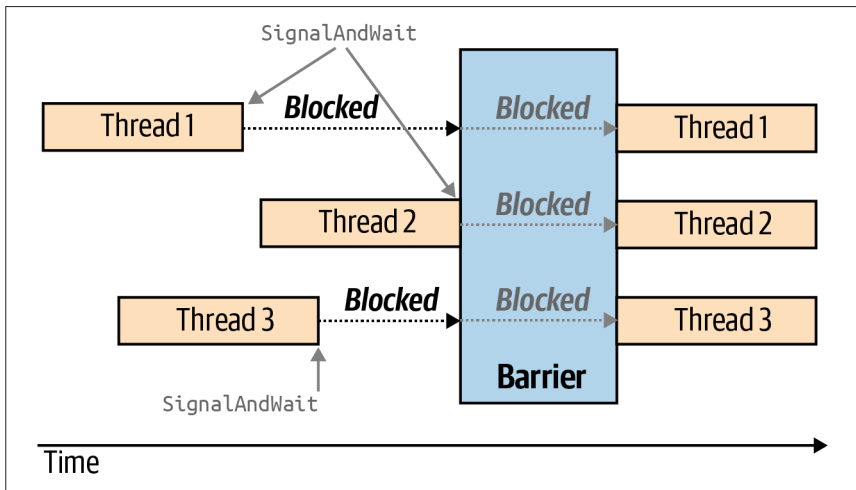 SignalAndWait
Thread 1
Blocked
Blocked
Thread 1
Thread 2
Blocked
Thread 2
Thread 3
Blocked
Blocked
Thread 3
Barrier
SignalAndWait
Time